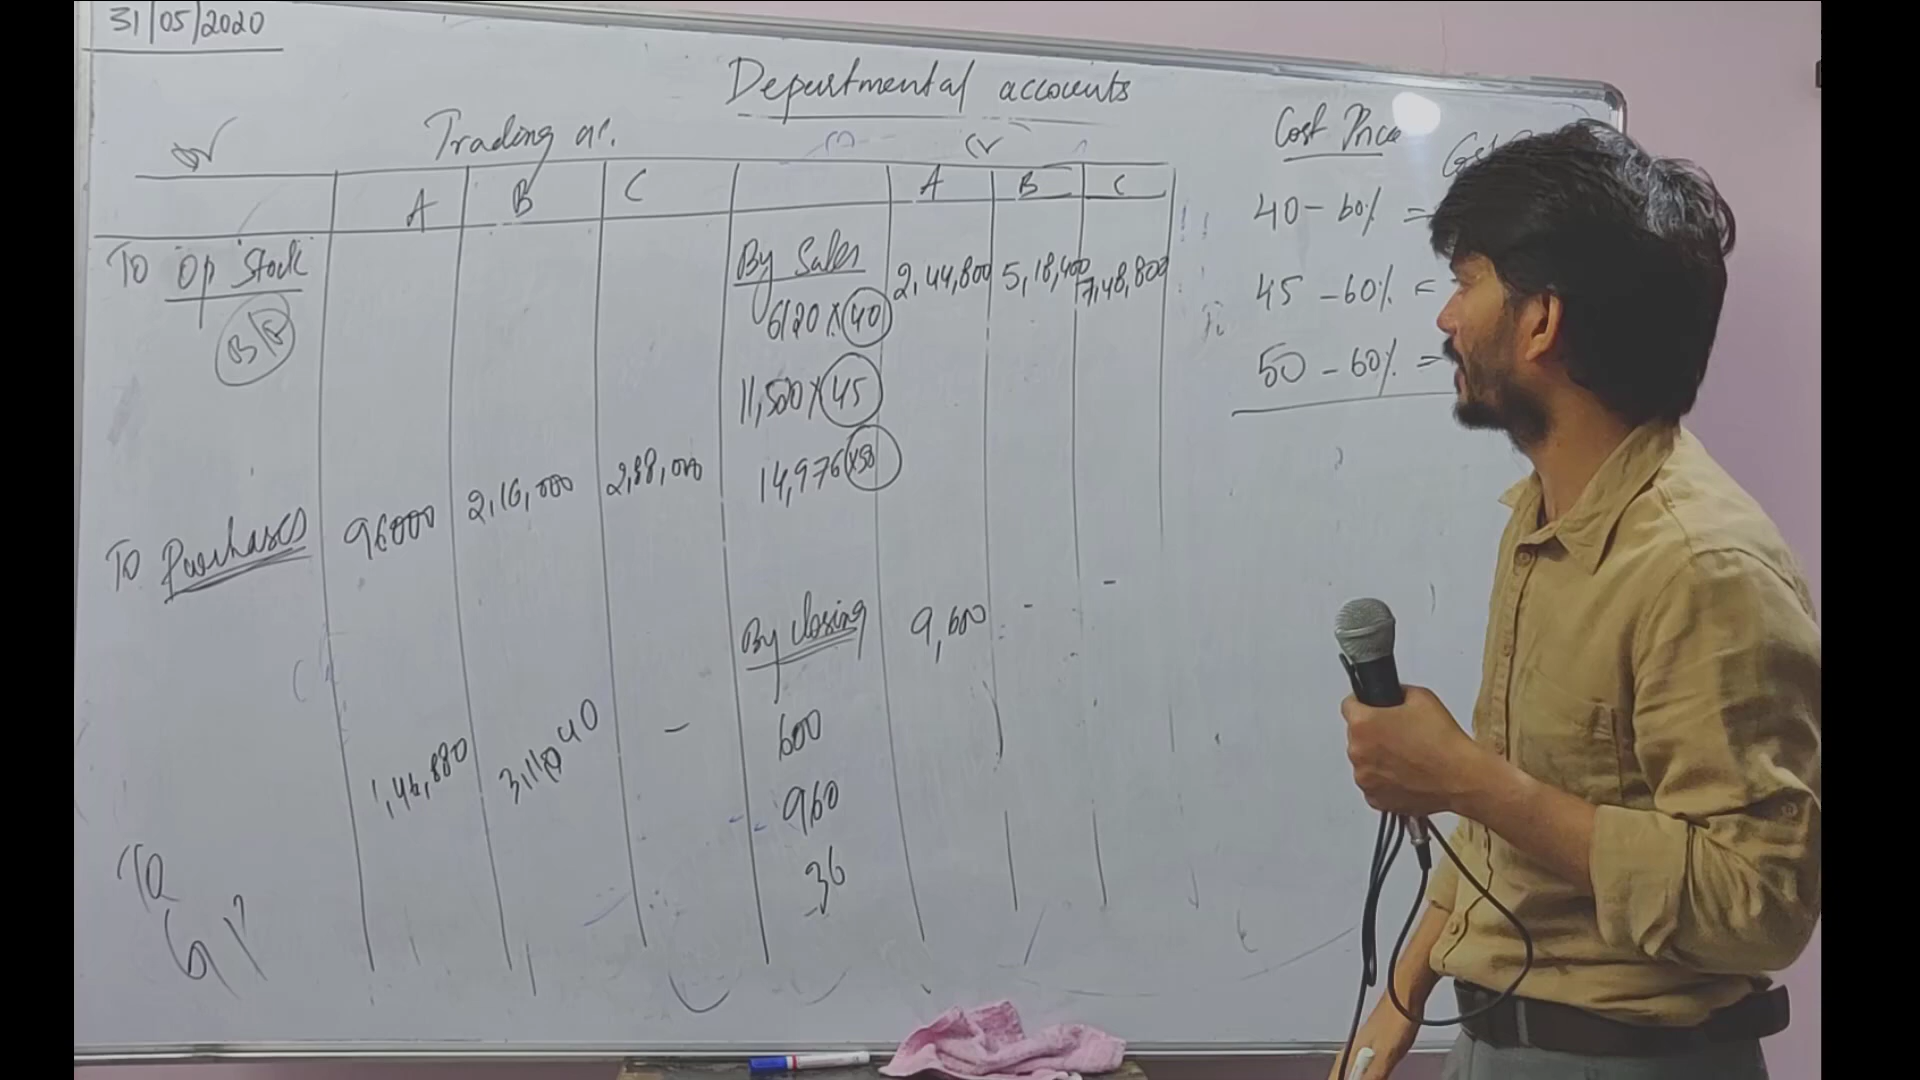 31/05/2020
Departmental accounts
Trading a/c.
A B C A B C
To Op Stock
By Sales 2,44,800 5,18,400 7,48,800
6120 × 40
11,500 × 45
14,976 × 50
To Purchases 96000 2,16,000 2,88,000
By closing 9,600 - -
600
1,46,880 3,11,040 -
960
36
To
GP
Cost Price
40 - 60% =
45 - 60% =
50 - 60% =